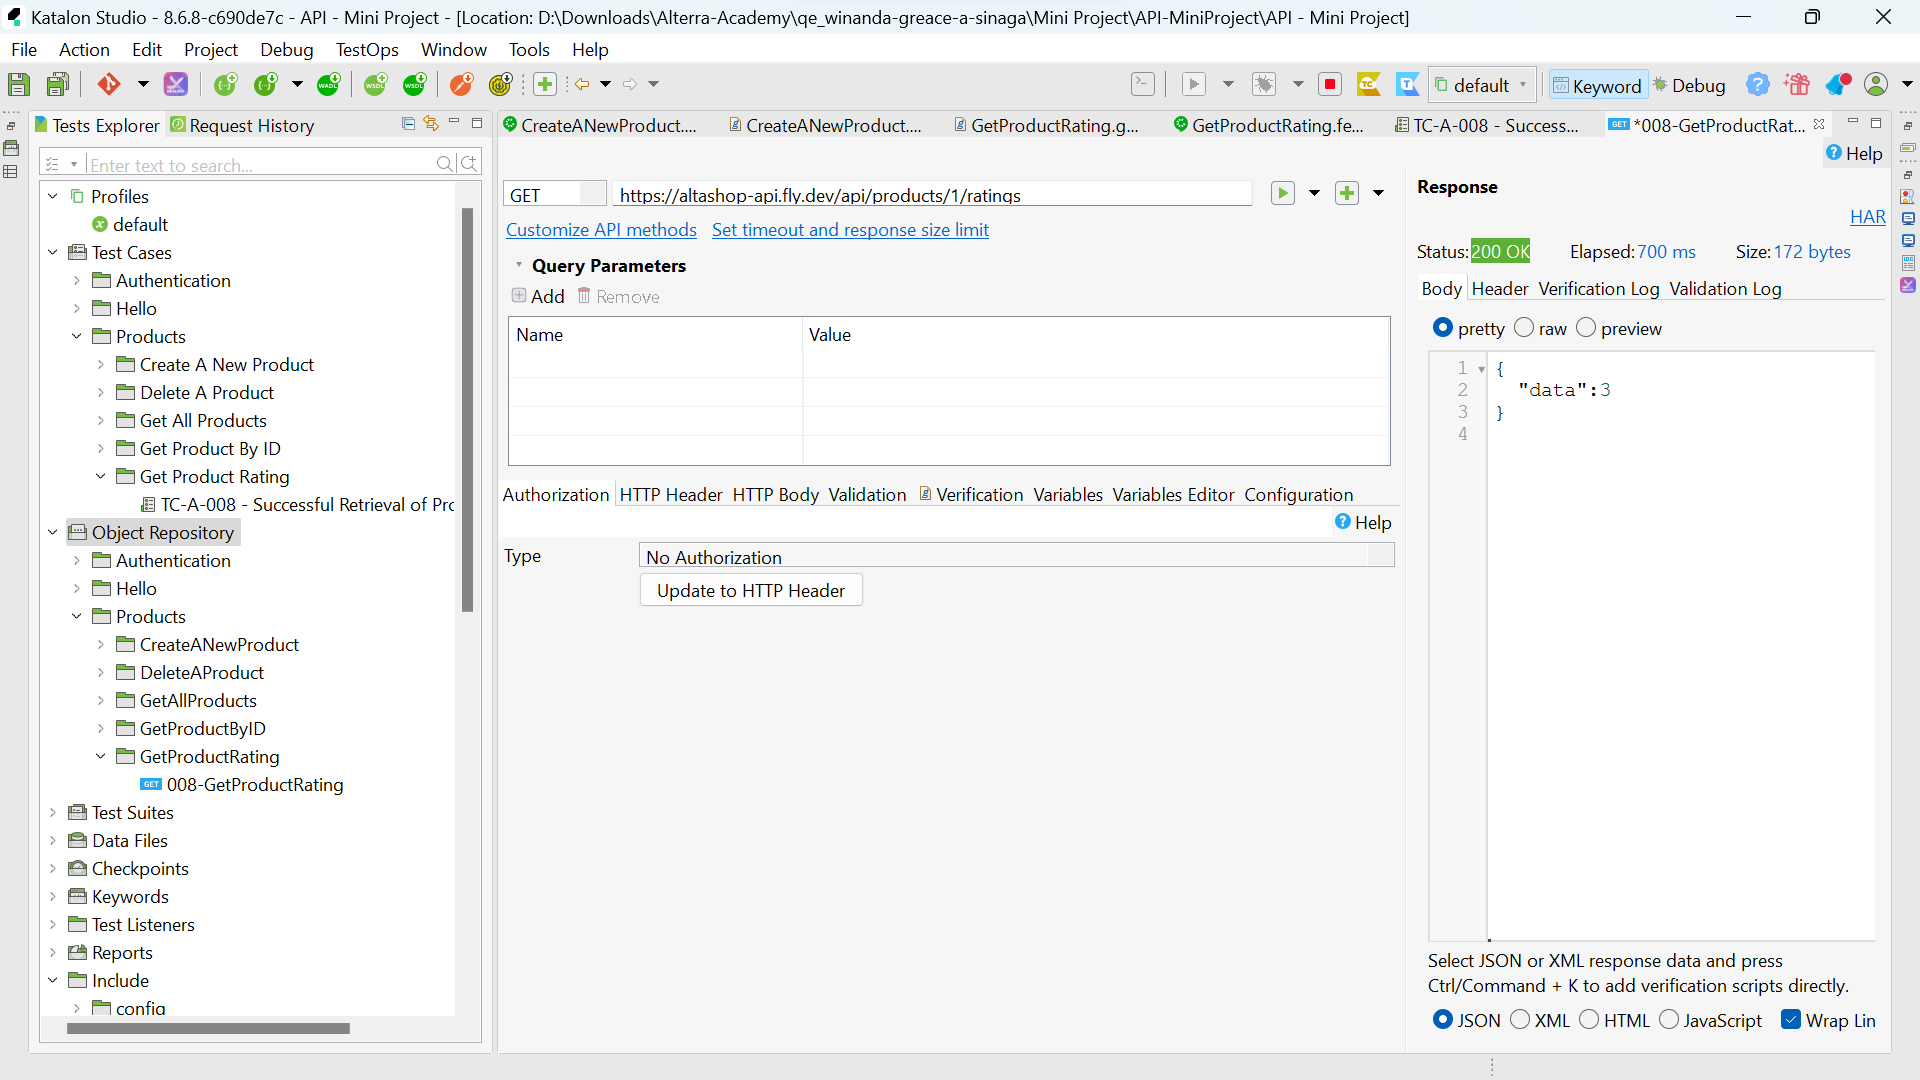 Katalon Studio - 8.6.8-c690de7c - API - Mini Project - [Location: D:\Downloads\Alterra-Academy\qe_winanda-greace-a-sinaga\Mini Project\API-MiniProject\API - Mini Project]
File Action Edit Project Debug TestOps Window Tools Help
default Keyword Debug
Tests Explorer Request History
Enter text to search...
Profiles
default
Test Cases
Authentication
Hello
Products
Create A New Product
Delete A Product
Get All Products
Get Product By ID
Get Product Rating
TC-A-008 - Successful Retrieval of Prc
Object Repository
Authentication
Hello
Products
CreateANewProduct
DeleteAProduct
GetAllProducts
GetProductByID
GetProductRating
GET 008-GetProductRating
Test Suites
Data Files
Checkpoints
Keywords
Test Listeners
Reports
Include
config
CreateANewProduct.... CreateANewProduct.... GetProductRating.g... GetProductRating.fe... TC-A-008 - Success... GET *008-GetProductRat...
Help
GET https://altashop-api.fly.dev/api/products/1/ratings
Customize API methods Set timeout and response size limit
Query Parameters
Add Remove
Name Value
Authorization HTTP Header HTTP Body Validation Verification Variables Variables Editor Configuration
Help
Type No Authorization
Update to HTTP Header
Response
HAR
Status: 200 OK Elapsed: 700 ms Size: 172 bytes
Body Header Verification Log Validation Log
pretty raw preview
1 {
2 "data":3
3 }
4
Select JSON or XML response data and press
Ctrl/Command + K to add verification scripts directly.
JSON XML HTML JavaScript Wrap Lin